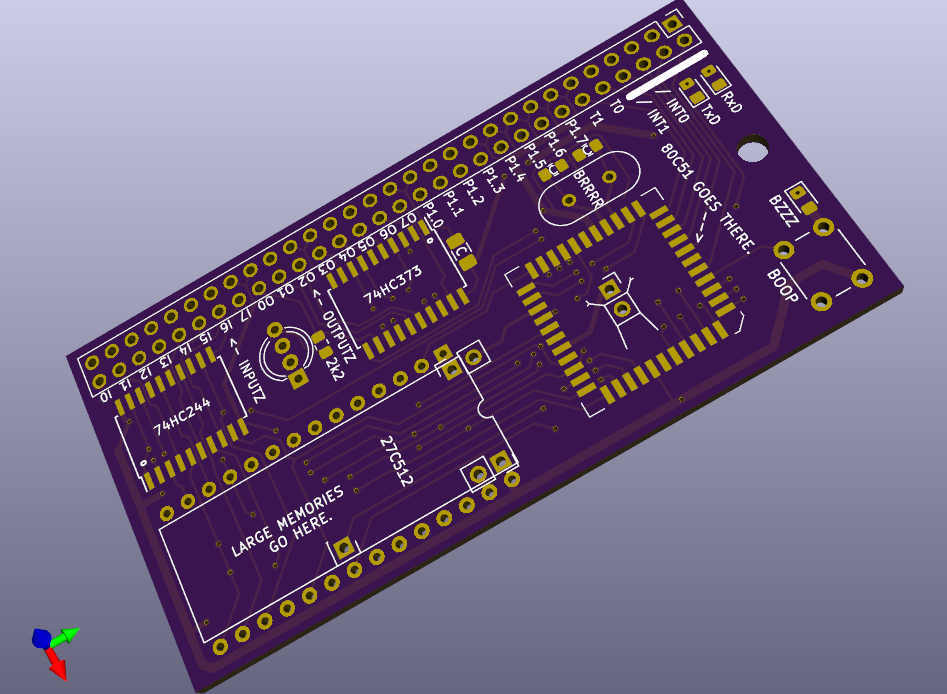 RxD
TxD
/ INT0
/ INT1
T0
T1
P1.7
P1.6
P1.5
P1.4
P1.3
P1.2
P1.1
P1.0
O7
O6
O5
O4
O3
O2
O1
O0
I7
I6
I5
I4
I3
I2
I1
I0
80C51 GOES THERE.
-->
BRRRR
C
C
C
BZZZ
BOOP
74HC373
<- OUTPUTZ
2k2
<- INPUTZ
74HC244
27C512
LARGE MEMORIES
GO HERE.